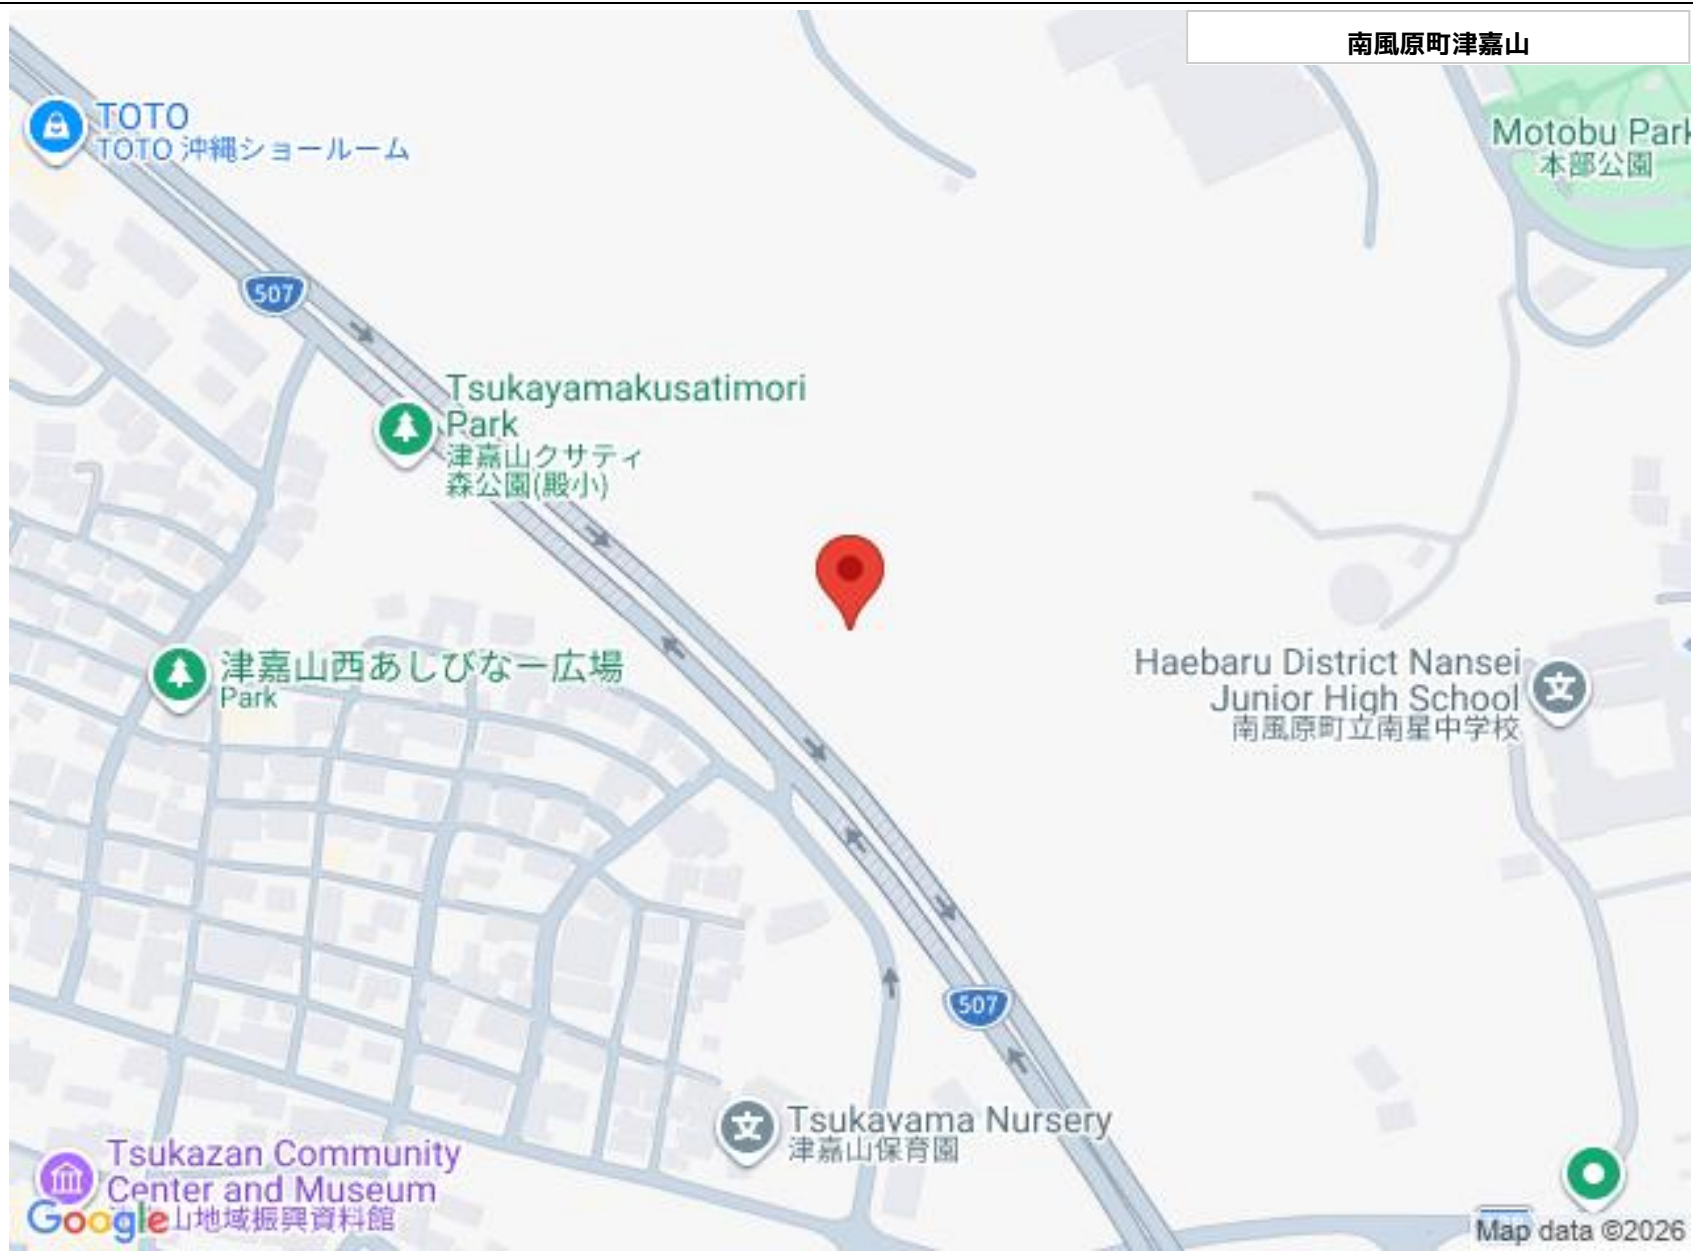 南風原町津嘉山
TOTO
TOTO 沖縄ショールーム
Motobu Park
本部公園
507
Tsukayamakusatimori
Park
津嘉山クサティ
森公園(殿小)
津嘉山西あしびなー広場
Park
Haebaru District Nansei
Junior High School
南風原町立南星中学校
507
Tsukayama Nursery
津嘉山保育園
Tsukazan Community
Center and Museum
山地域振興資料館
Google
Map data ©2026